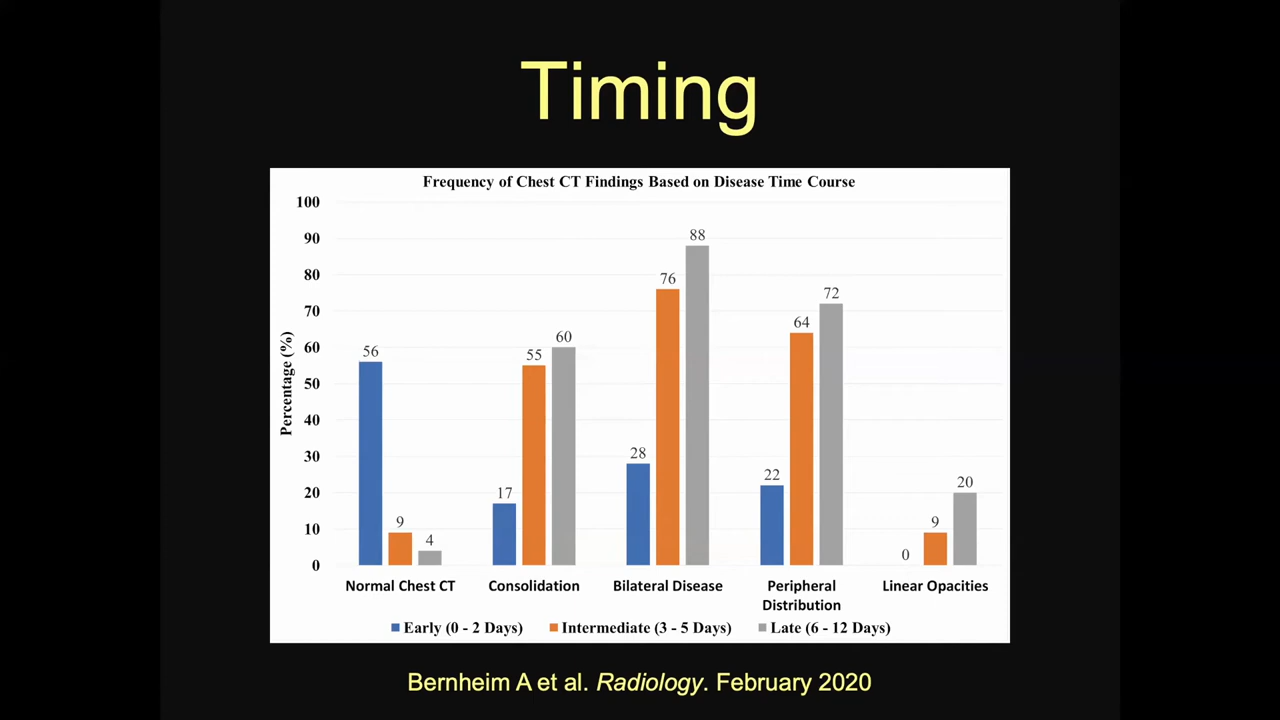 Timing
Frequency of Chest CT Findings Based on Disease Time Course
Percentage (%)
100
90
80
70
60
50
40
30
20
10
0
56
9
4
17
55
60
28
76
88
22
64
72
0
9
20
Normal Chest CT
Consolidation
Bilateral Disease
Peripheral
Distribution
Linear Opacities
Early (0 - 2 Days) Intermediate (3 - 5 Days) Late (6 - 12 Days)
Bernheim A et al. Radiology. February 2020